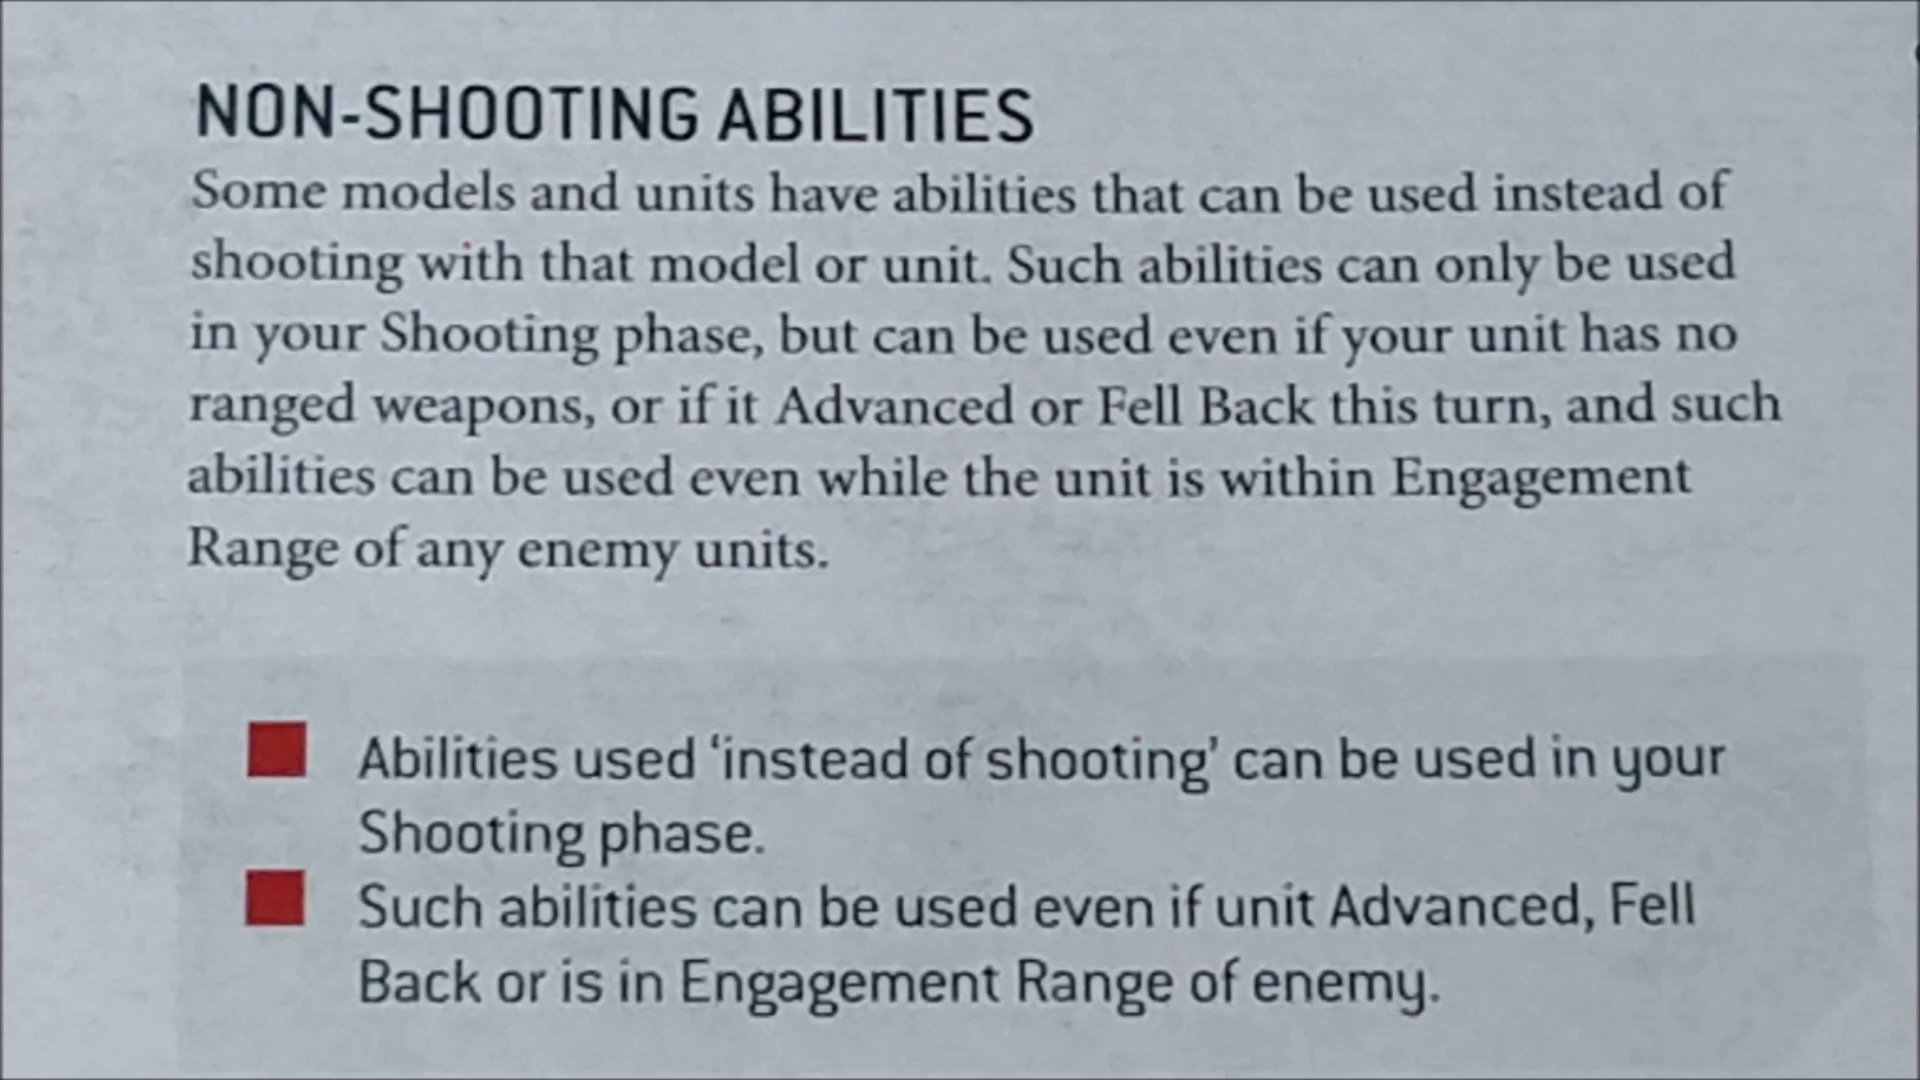 NON-SHOOTING ABILITIES
Some models and units have abilities that can be used instead of
shooting with that model or unit. Such abilities can only be used
in your Shooting phase, but can be used even if your unit has no
ranged weapons, or if it Advanced or Fell Back this turn, and such
abilities can be used even while the unit is within Engagement
Range of any enemy units.
Abilities used ‘instead of shooting’ can be used in your
Shooting phase.
Such abilities can be used even if unit Advanced, Fell
Back or is in Engagement Range of enemy.